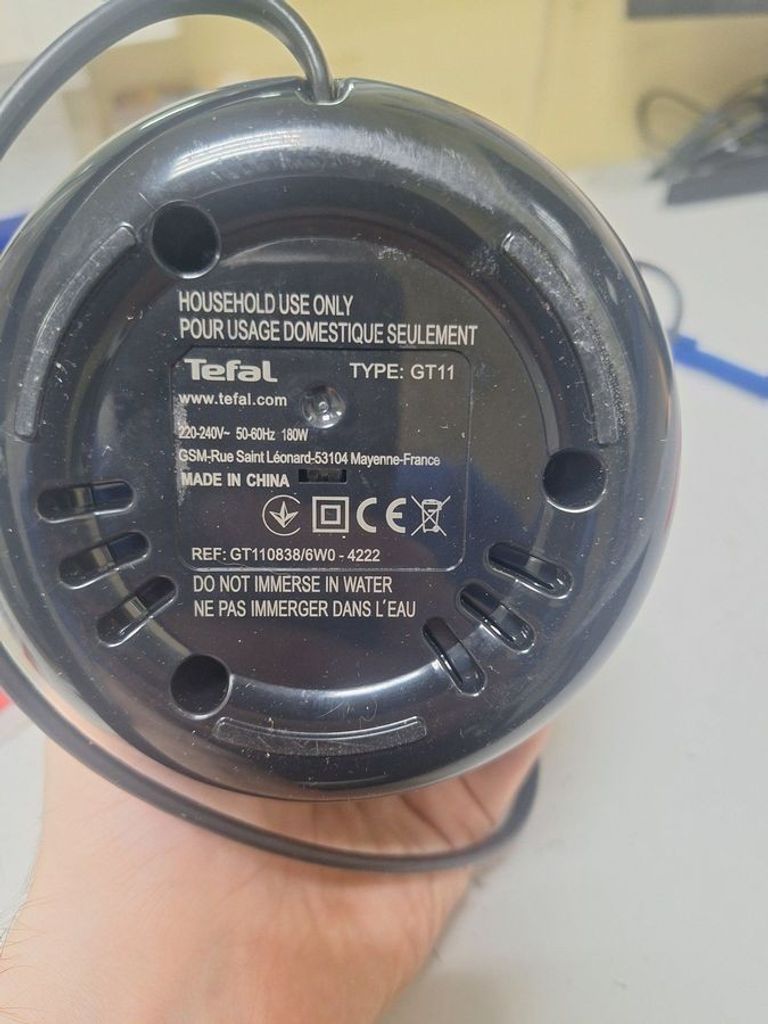 HOUSEHOLD USE ONLY
POUR USAGE DOMESTIQUE SEULEMENT
Tefal TYPE: GT11
www.tefal.com
220-240V~ 50-60Hz 180W
GSM-Rue Saint Léonard-53104 Mayenne-France
MADE IN CHINA
CE
REF: GT110838/6W0 - 4222
DO NOT IMMERSE IN WATER
NE PAS IMMERGER DANS L'EAU